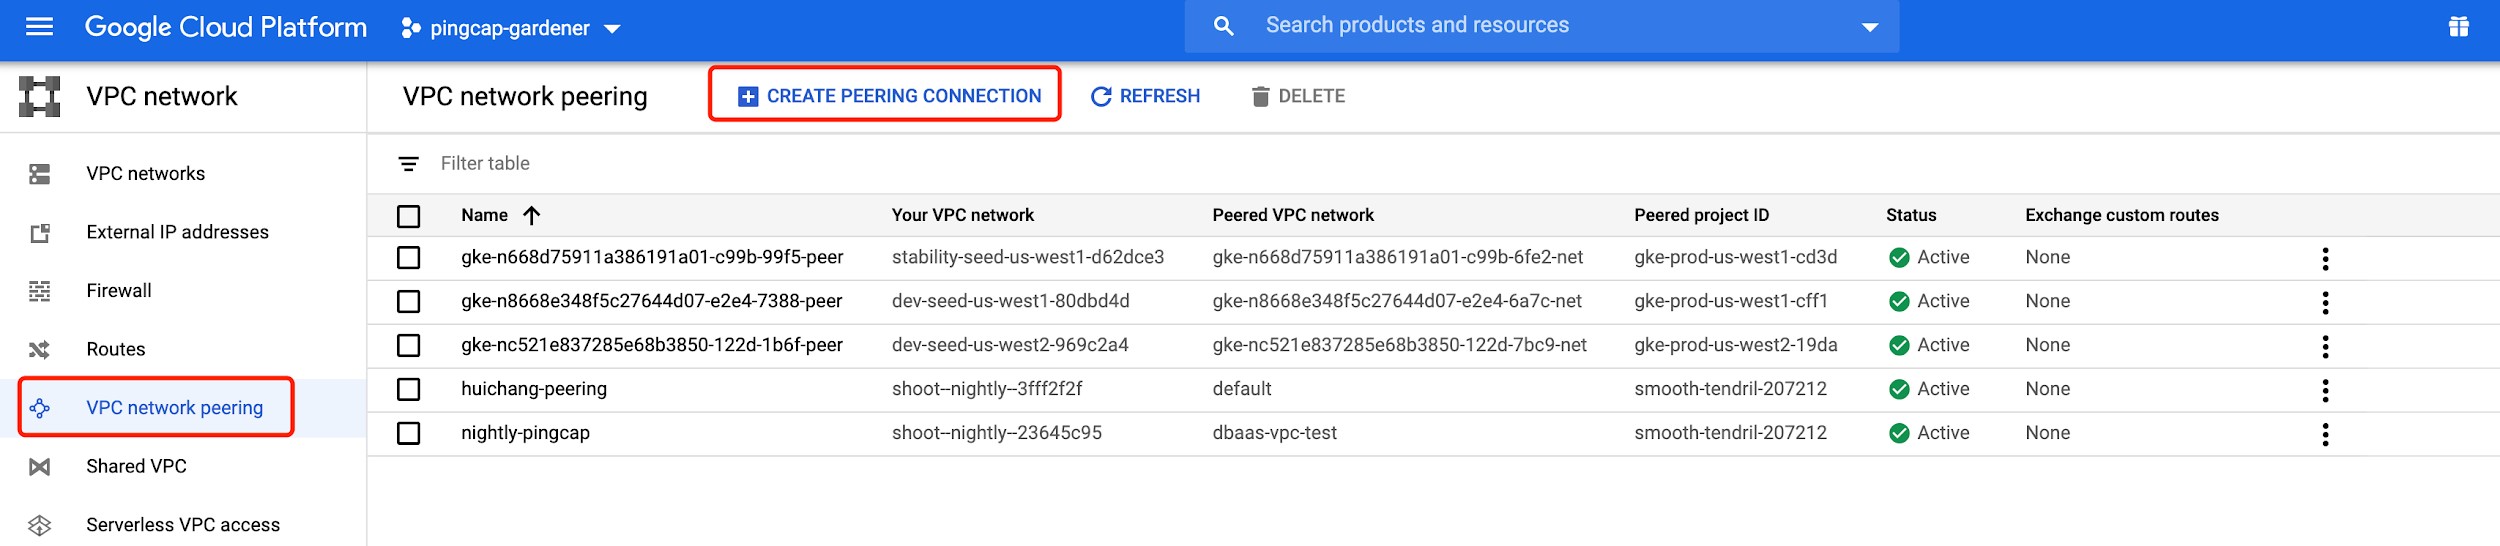 Google Cloud Platform pingcap-gardener Search products and resources
VPC network
VPC network peering CREATE PEERING CONNECTION REFRESH DELETE
VPC networks
External IP addresses
Firewall
Routes
VPC network peering
Shared VPC
Serverless VPC access
Filter table
Name Your VPC network Peered VPC network Peered project ID Status Exchange custom routes
gke-n668d75911a386191a01-c99b-99f5-peer stability-seed-us-west1-d62dce3 gke-n668d75911a386191a01-c99b-6fe2-net gke-prod-us-west1-cd3d Active None
gke-n8668e348f5c27644d07-e2e4-7388-peer dev-seed-us-west1-80dbd4d gke-n8668e348f5c27644d07-e2e4-6a7c-net gke-prod-us-west1-cff1 Active None
gke-nc521e837285e68b3850-122d-1b6f-peer dev-seed-us-west2-969c2a4 gke-nc521e837285e68b3850-122d-7bc9-net gke-prod-us-west2-19da Active None
huichang-peering shoot--nightly--3fff2f2f default smooth-tendril-207212 Active None
nightly-pingcap shoot--nightly--23645c95 dbaas-vpc-test smooth-tendril-207212 Active None